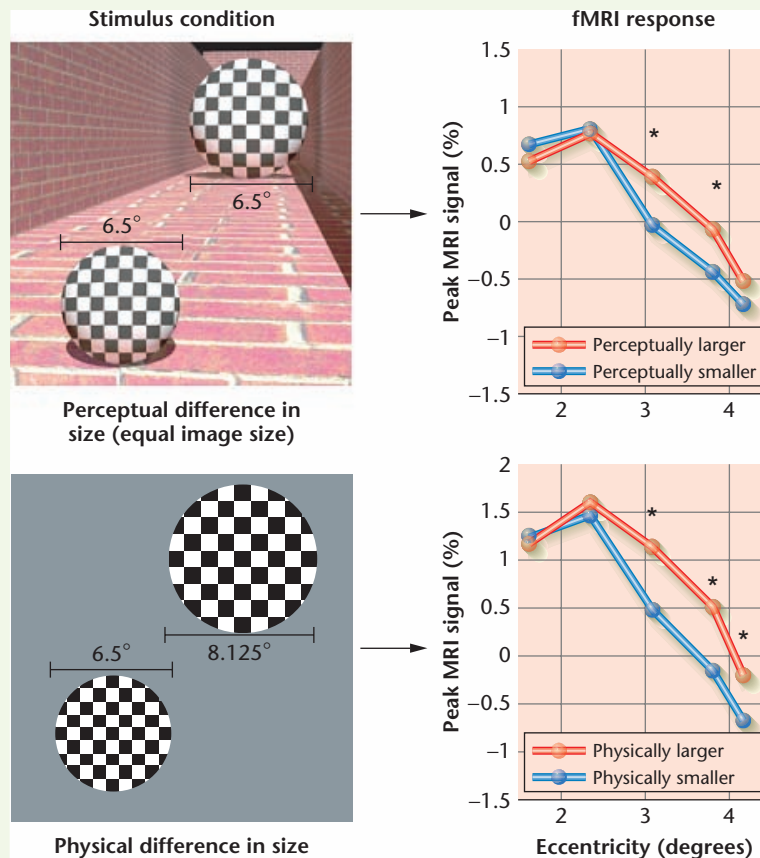 Stimulus condition
fMRI response
6.5°
6.5°
Perceptual difference in
size (equal image size)
Peak MRI signal (%)
1.5
1
0.5
0
−0.5
−1
−1.5
*
*
Perceptually larger
Perceptually smaller
2
3
4
6.5°
8.125°
Physical difference in size
Peak MRI signal (%)
2
1.5
1
0.5
0
−0.5
−1
−1.5
*
*
*
Physically larger
Physically smaller
2
3
4
Eccentricity (degrees)